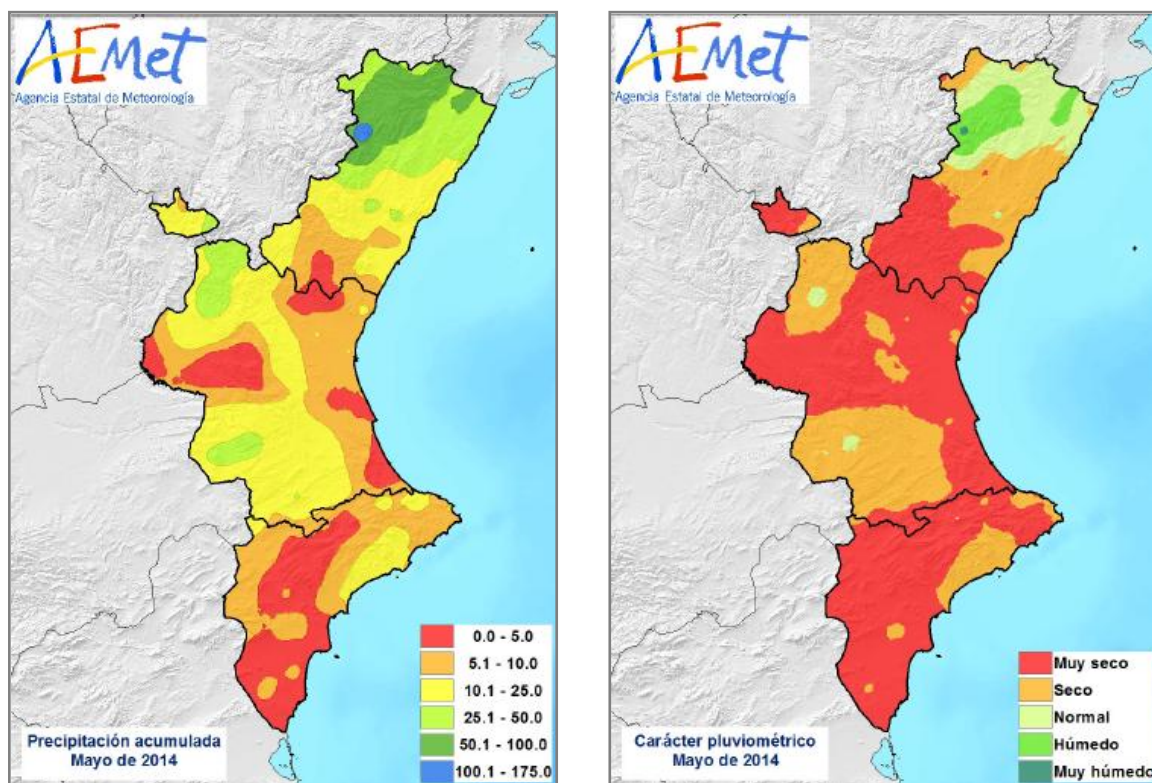 AEmet
Agencia Estatal de Meteorología
0.0 - 5.0
5.1 - 10.0
10.1 - 25.0
25.1 - 50.0
50.1 - 100.0
100.1 - 175.0
Precipitación acumulada
Mayo de 2014
AEmet
Agencia Estatal de Meteorología
Muy seco
Seco
Normal
Húmedo
Muy húmedo
Carácter pluviométrico
Mayo de 2014